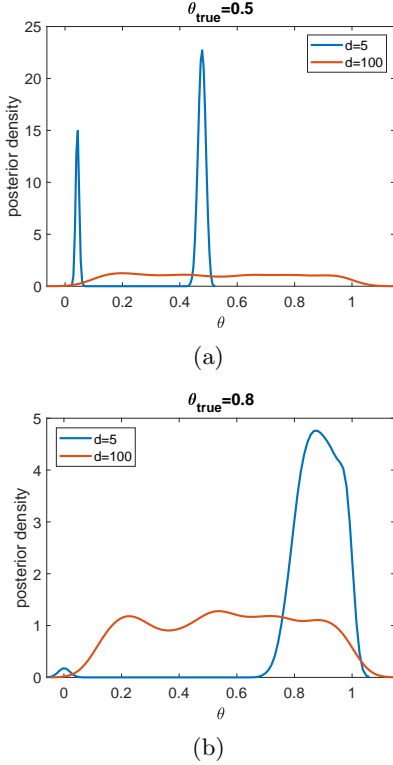 θtrue=0.5
25
20
15
10
5
0
posterior density
d=5
d=100
0 0.2 0.4 0.6 0.8 1
θ
(a)
θtrue=0.8
5
4
3
2
1
0
posterior density
d=5
d=100
0 0.2 0.4 0.6 0.8 1
θ
(b)